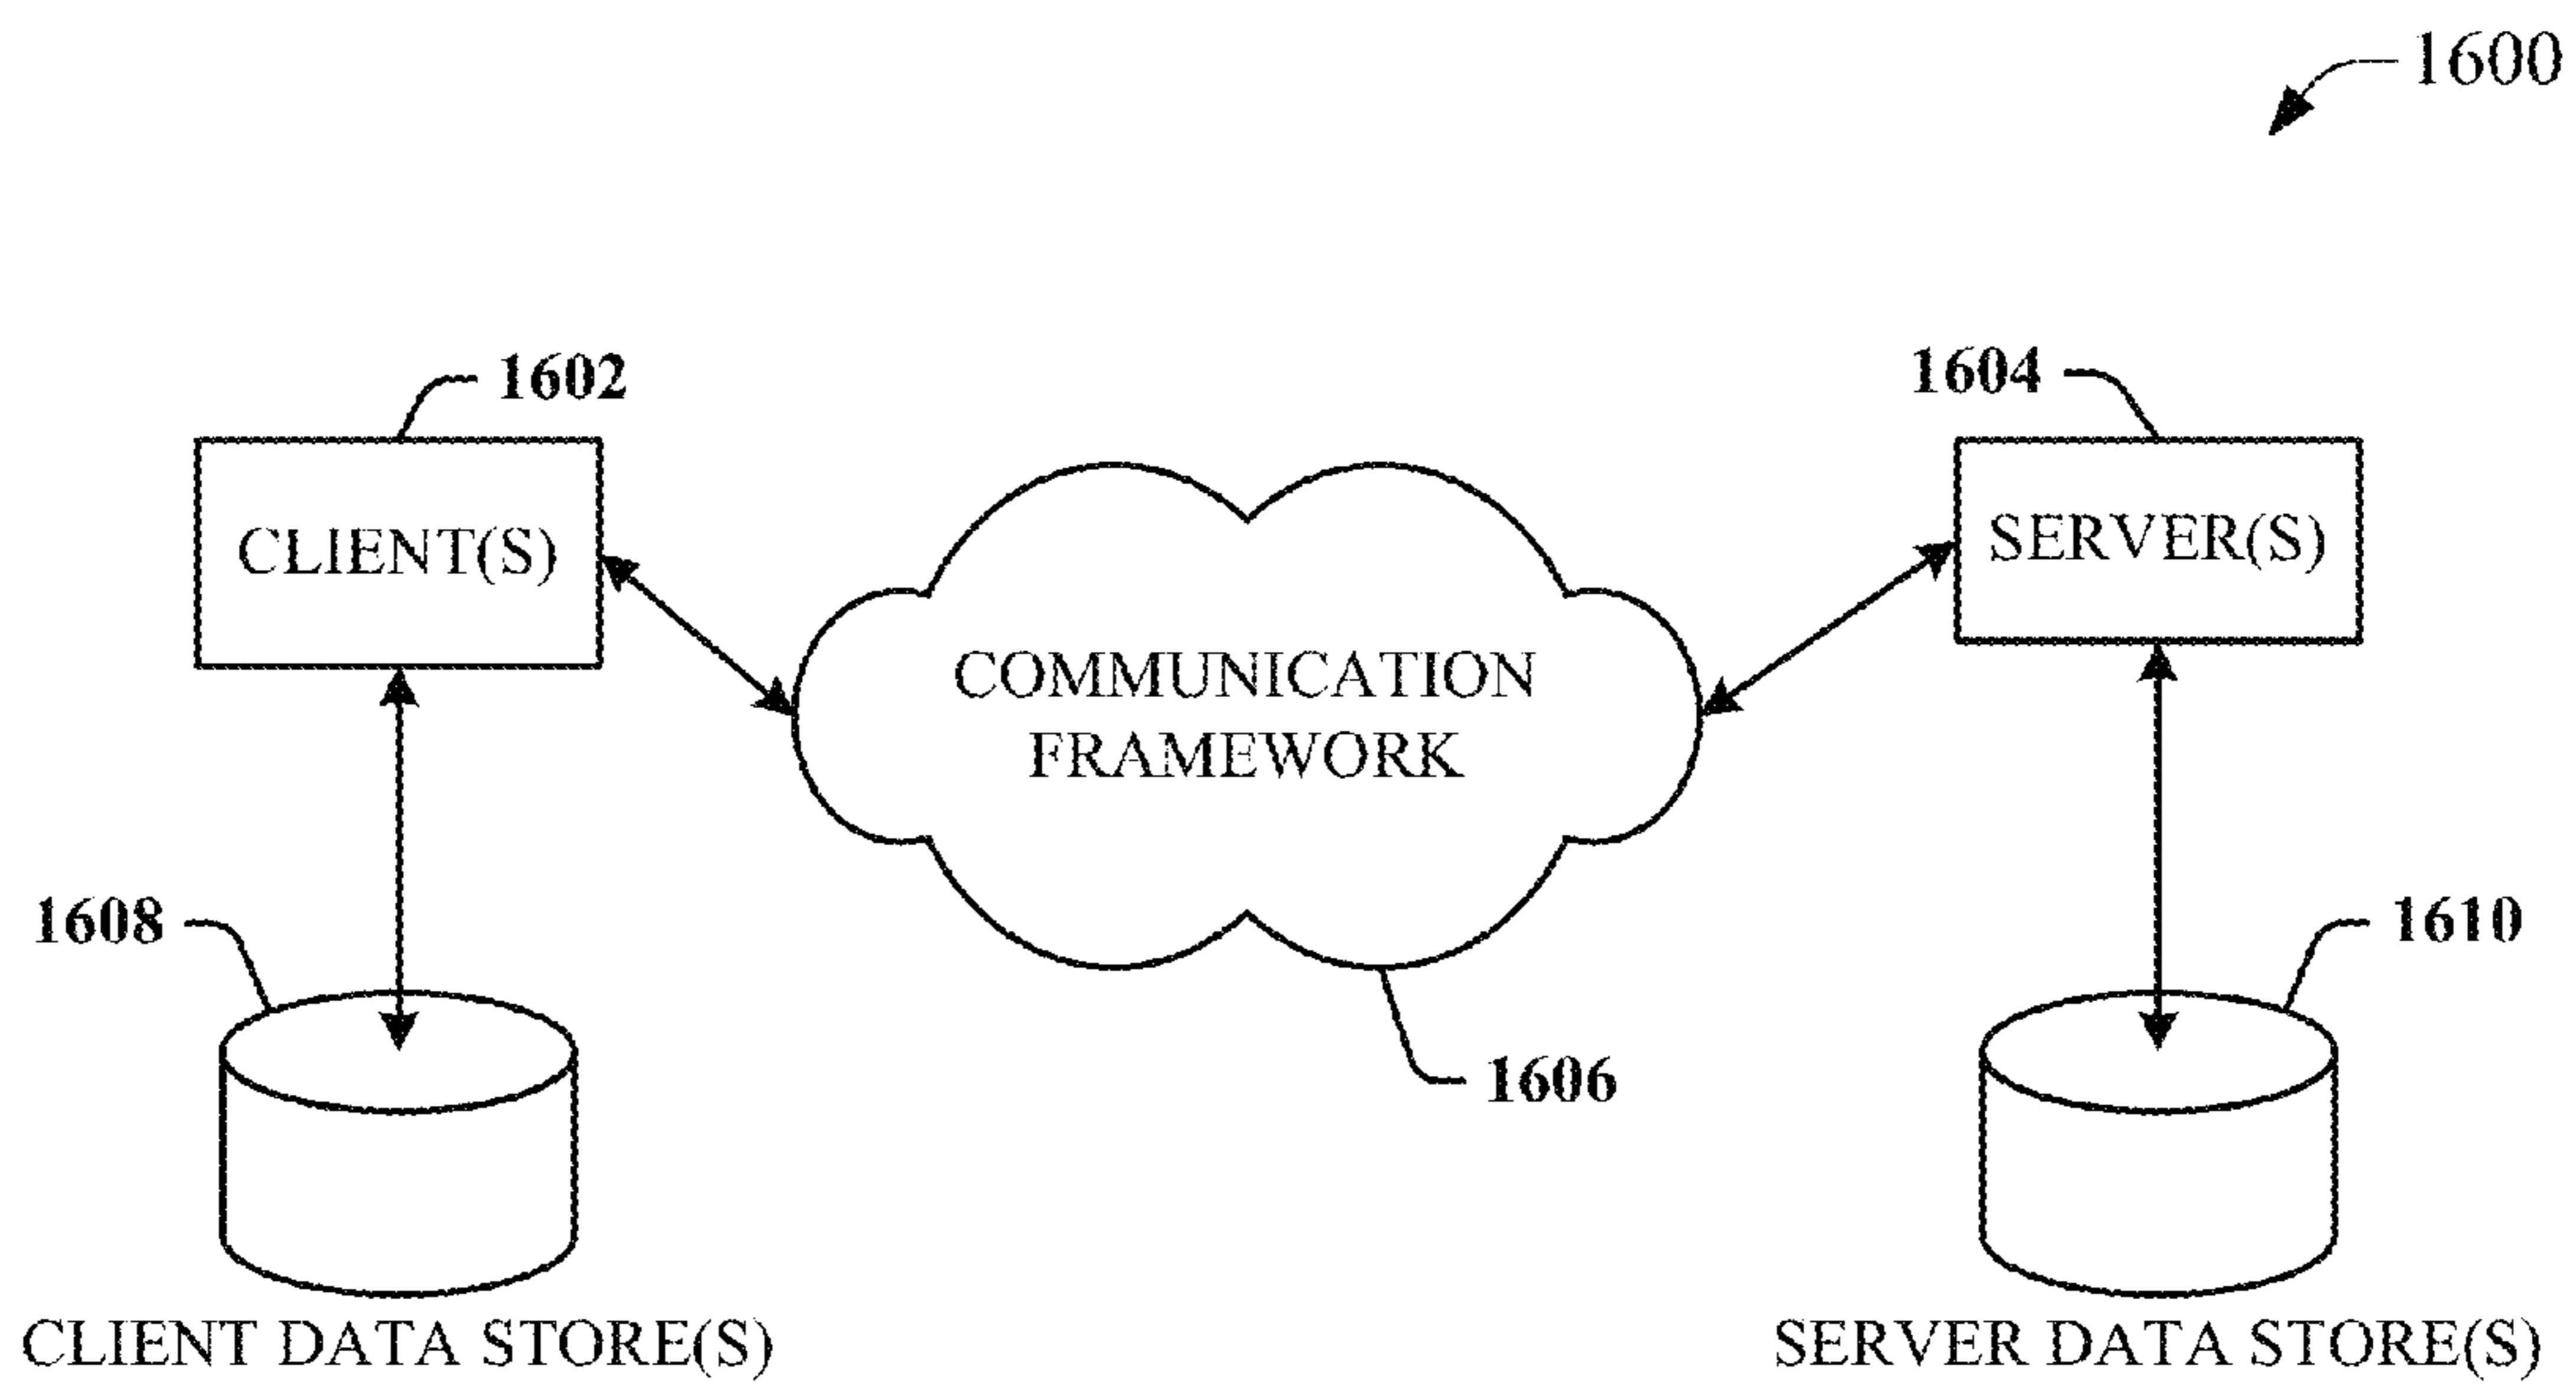 1600
1602
1604
CLIENT(S)
SERVER(S)
COMMUNICATION
FRAMEWORK
1608
1610
1606
CLIENT DATA STORE(S)
SERVER DATA STORE(S)